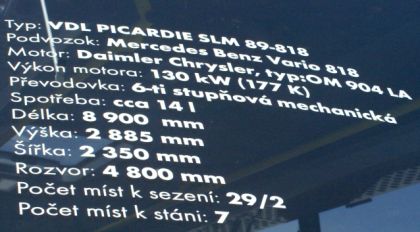 Typ: VDL PICARDIE SLM 89-818
Podvozok: Mercedes Benz Vario 818
Motor: Daimler Chrysler, typ:OM 904 LA
Výkon motora: 130 kW (177 K)
Převodovka: 6-ti stupňová mechanická
Spotřeba: cca 14 l
Délka: 8 900 mm
Výška: 2 885 mm
Šířka: 2 350 mm
Rozvor: 4 800 mm
Počet míst k sezení: 29/2
Počet míst k stáni: 7